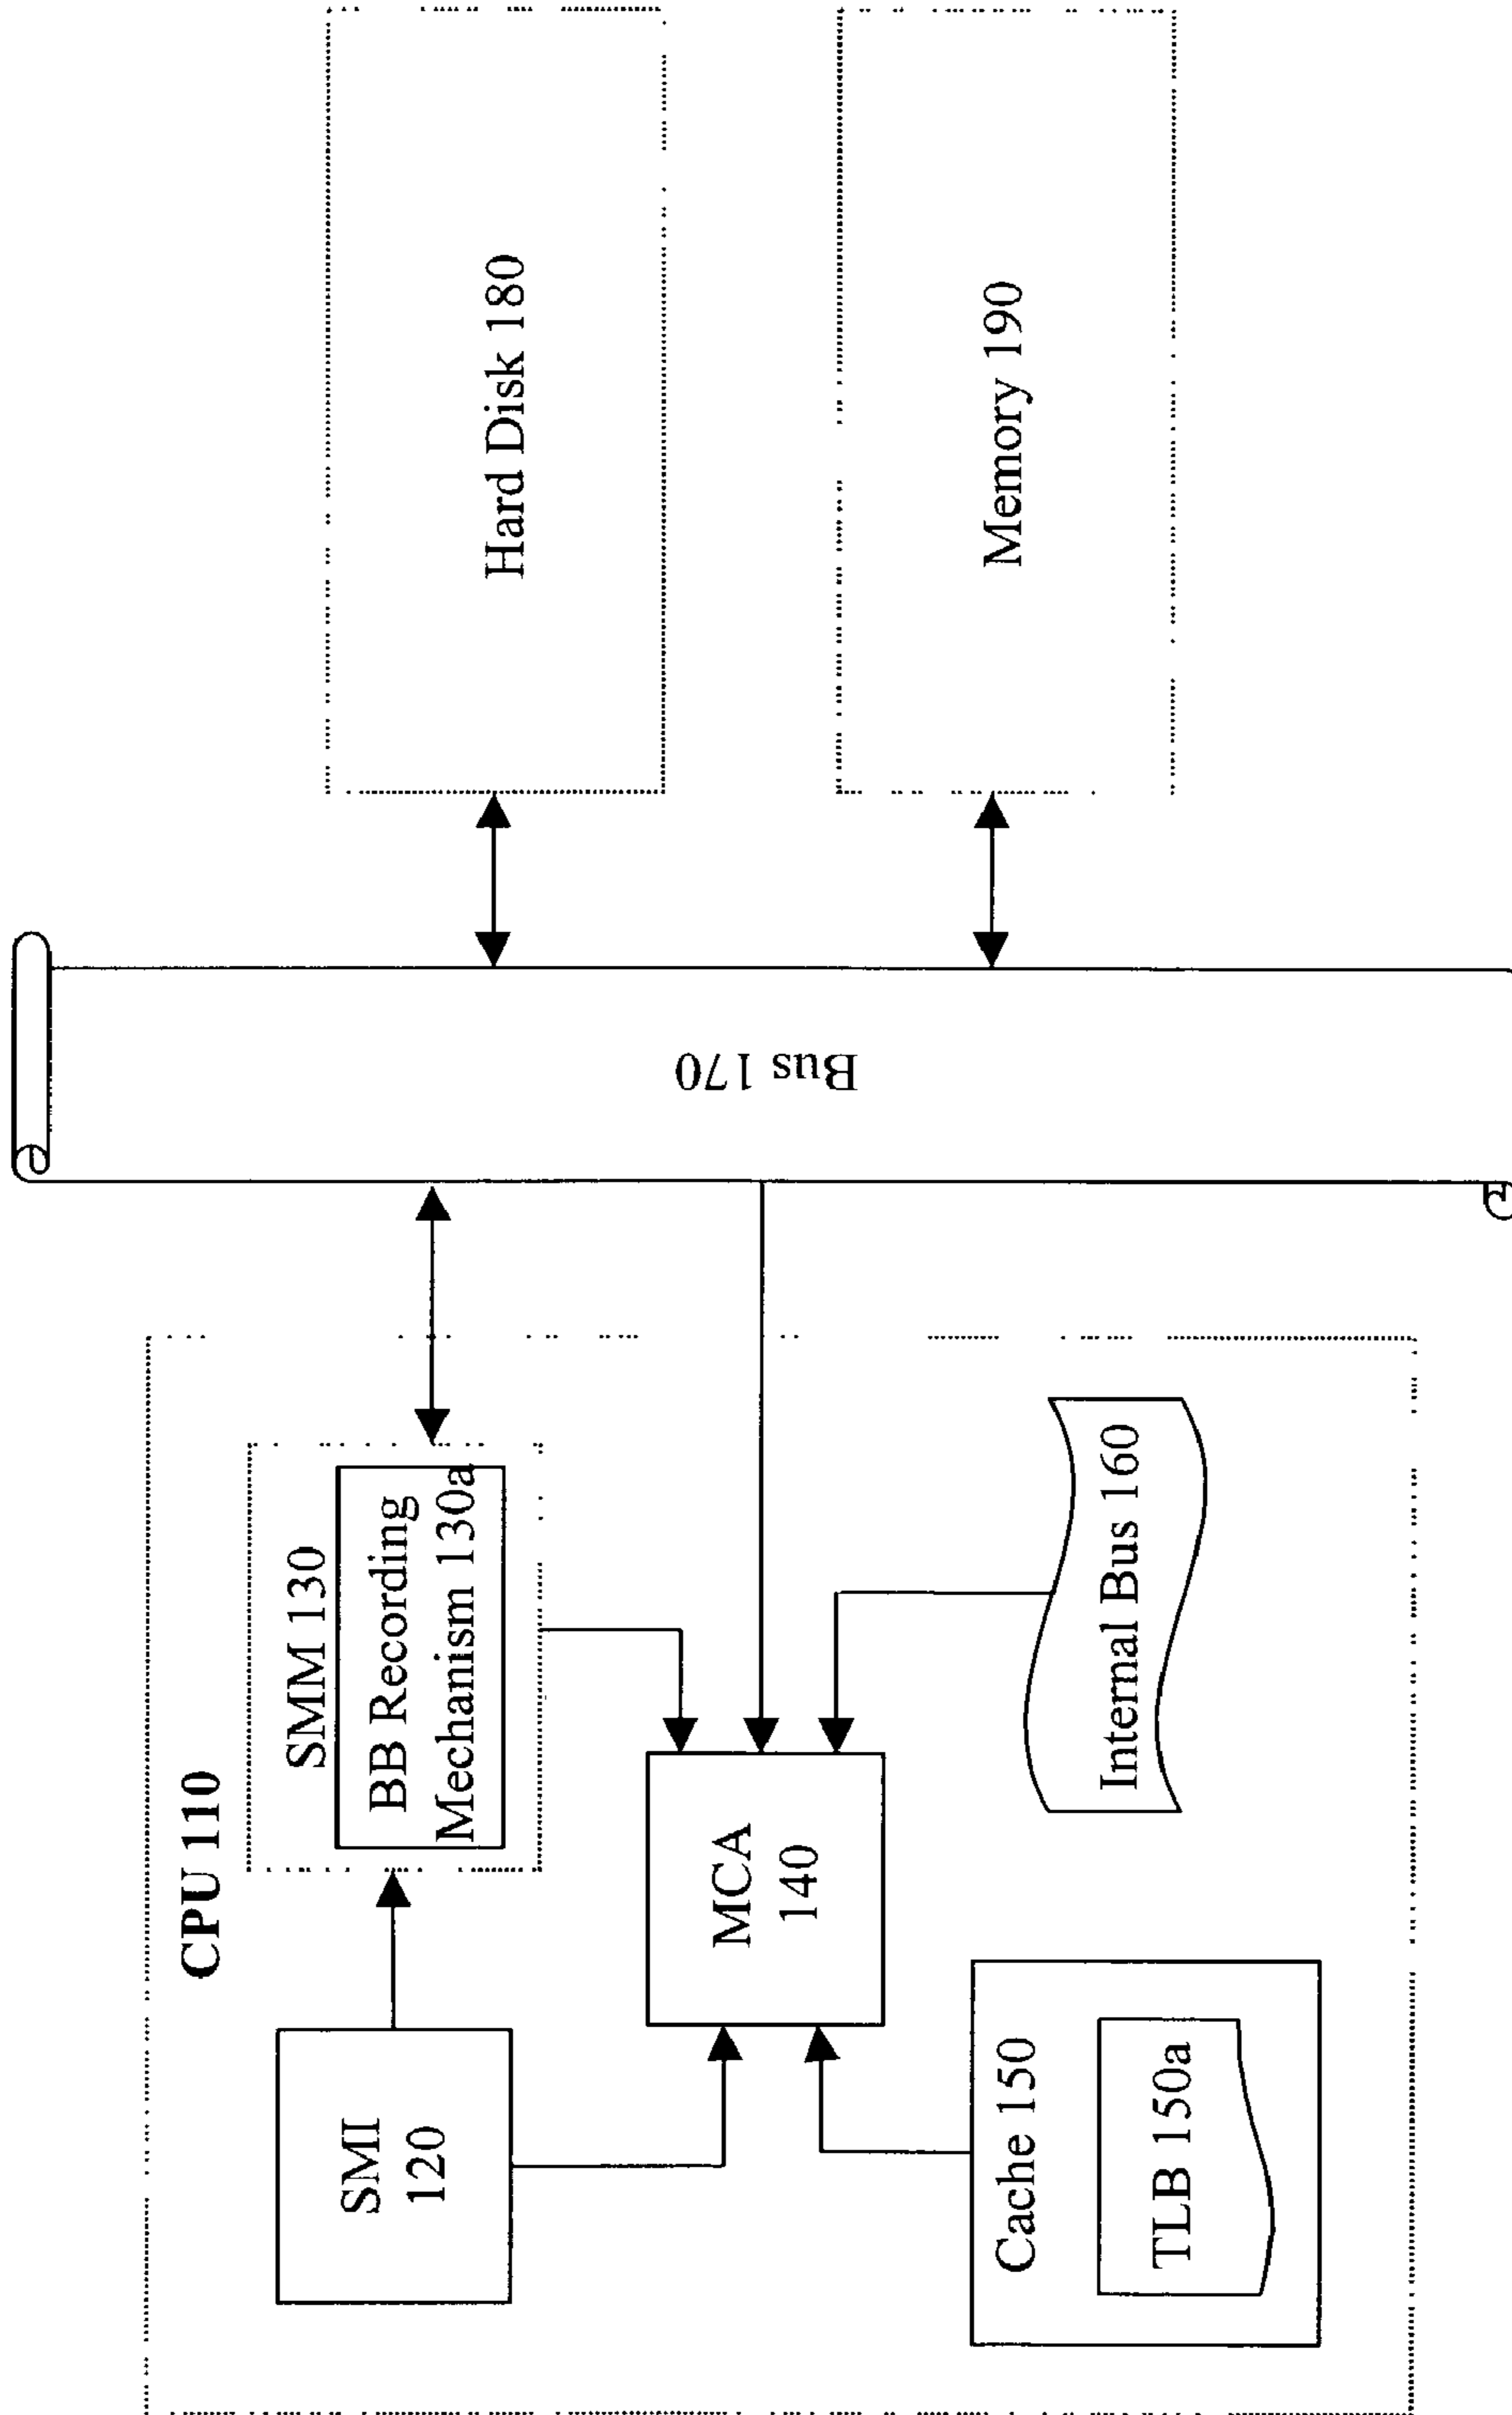 CPU 110
SMI
120
SMM 130
BB Recording
Mechanism 130a
MCA
140
Cache 150
TLB 150a
Internal Bus 160
Bus 170
Hard Disk 180
Memory 190